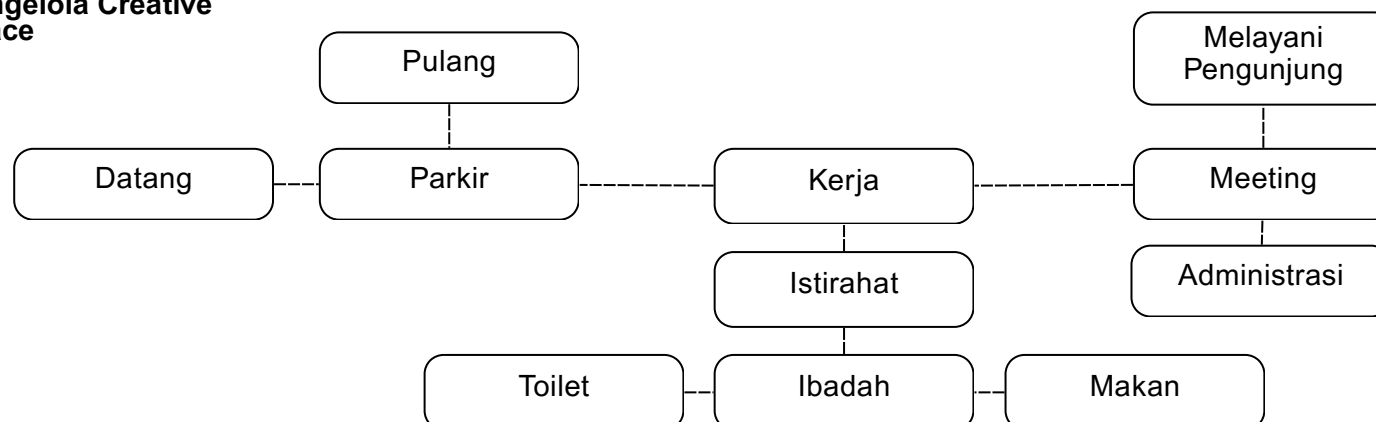 Creative
Pulang
Melayani
Pengunjung
Datang
Parkir
Kerja
Meeting
Istirahat
Administrasi
Toilet
Ibadah
Makan